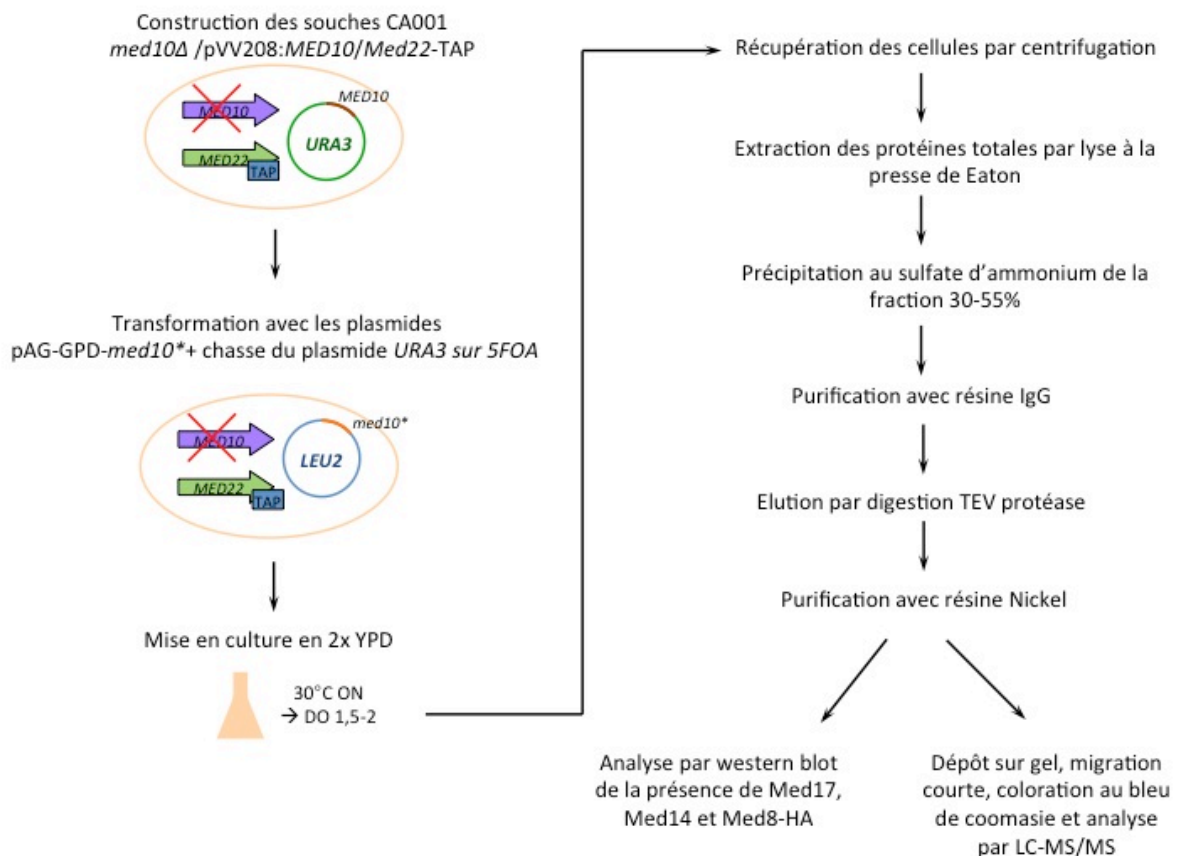 Construction des souches CA001
med10Δ /pVV208:MED10/Med22-TAP
MED10
MED10
URA3
MED22
TAP
Transformation avec les plasmides
pAG-GPD-med10*+ chasse du plasmide URA3 sur 5FOA
MED10
med10*
LEU2
MED22
TAP
Mise en culture en 2x YPD
30°C ON
→ DO 1,5-2
Récupération des cellules par centrifugation
Extraction des protéines totales par lyse à la
presse de Eaton
Précipitation au sulfate d’ammonium de la
fraction 30-55%
Purification avec résine IgG
Elution par digestion TEV protéase
Purification avec résine Nickel
Analyse par western blot
de la présence de Med17,
Med14 et Med8-HA
Dépôt sur gel, migration
courte, coloration au bleu
de coomasie et analyse
par LC-MS/MS